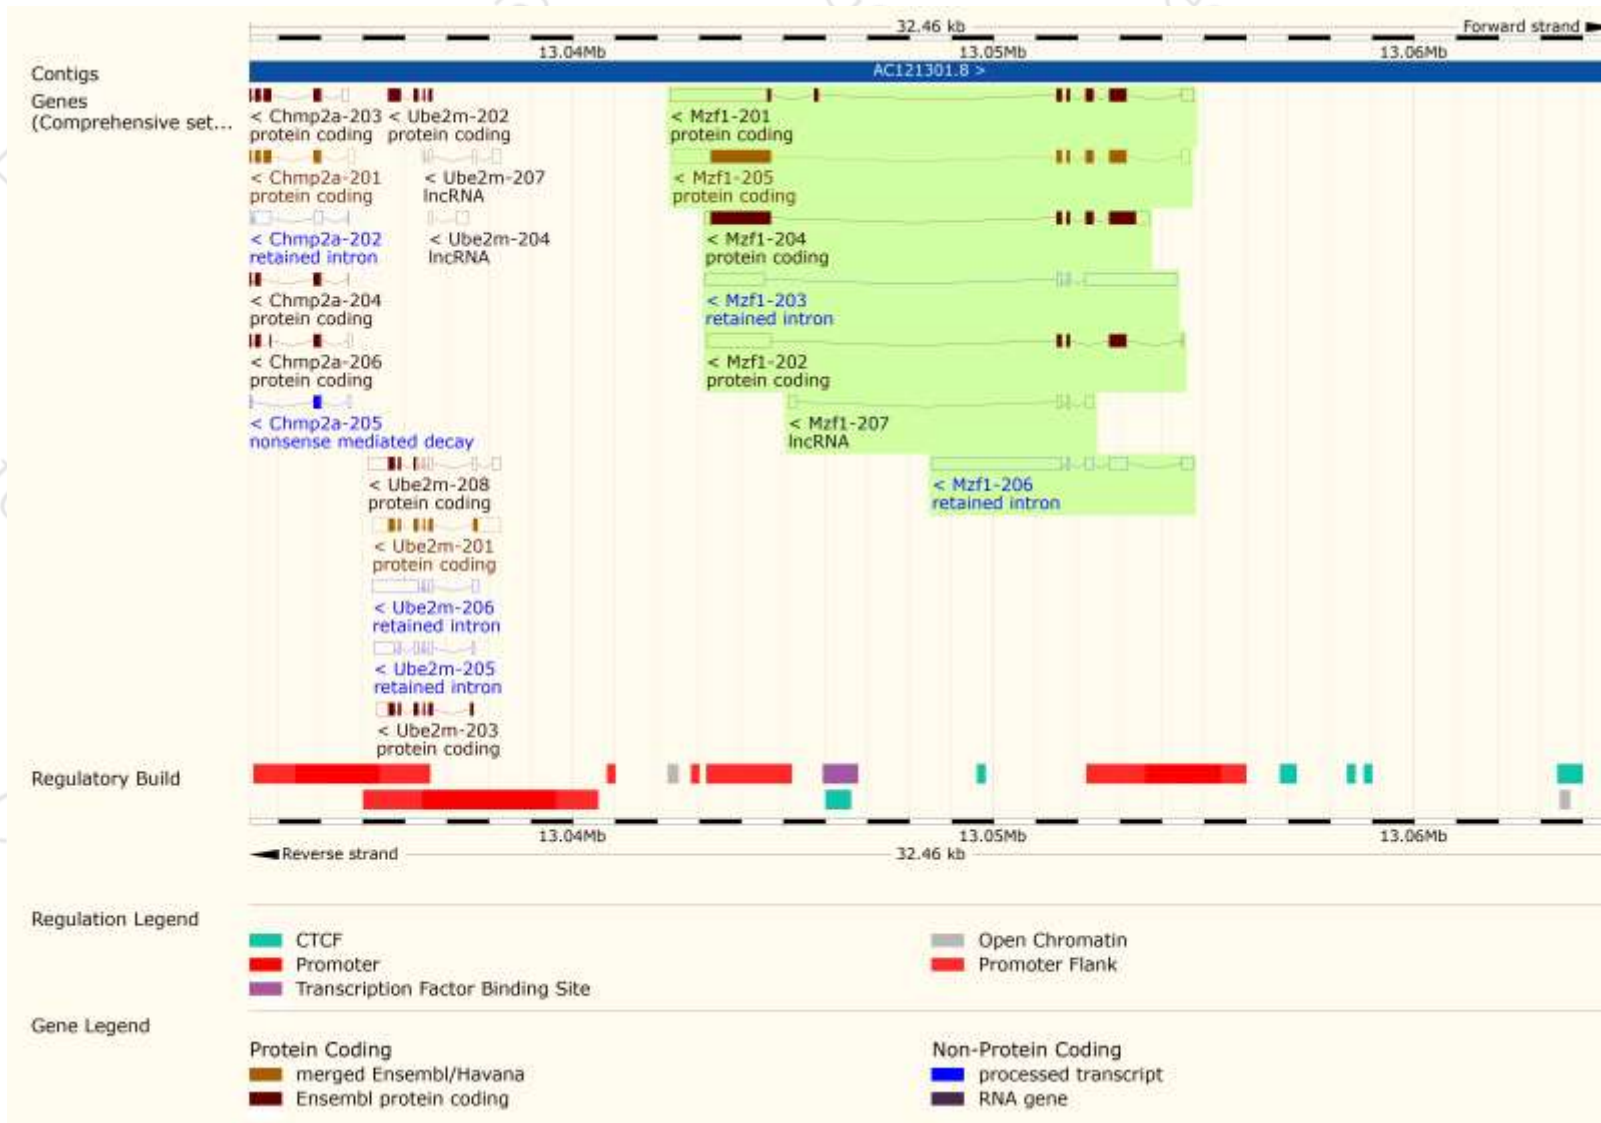 32.46 kb Forward strand
13.04Mb 13.05Mb 13.06Mb
Contigs AC121301.8 >
Genes
(Comprehensive set...
< Chmp2a-203 < Ube2m-202 < Mzf1-201
protein coding protein coding protein coding
< Chmp2a-201 < Ube2m-207 < Mzf1-205
protein coding lncRNA protein coding
< Chmp2a-202 < Ube2m-204 < Mzf1-204
retained intron lncRNA protein coding
< Chmp2a-204 < Mzf1-203
protein coding retained intron
< Chmp2a-206 < Mzf1-202
protein coding protein coding
< Chmp2a-205 < Mzf1-207
nonsense mediated decay lncRNA
< Ube2m-208 < Mzf1-206
protein coding retained intron
< Ube2m-201
protein coding
< Ube2m-206
retained intron
< Ube2m-205
retained intron
< Ube2m-203
protein coding
Regulatory Build
13.04Mb 13.05Mb 13.06Mb
Reverse strand 32.46 kb
Regulation Legend
CTCF Open Chromatin
Promoter Promoter Flank
Transcription Factor Binding Site
Gene Legend
Protein Coding Non-Protein Coding
merged Ensembl/Havana processed transcript
Ensembl protein coding RNA gene